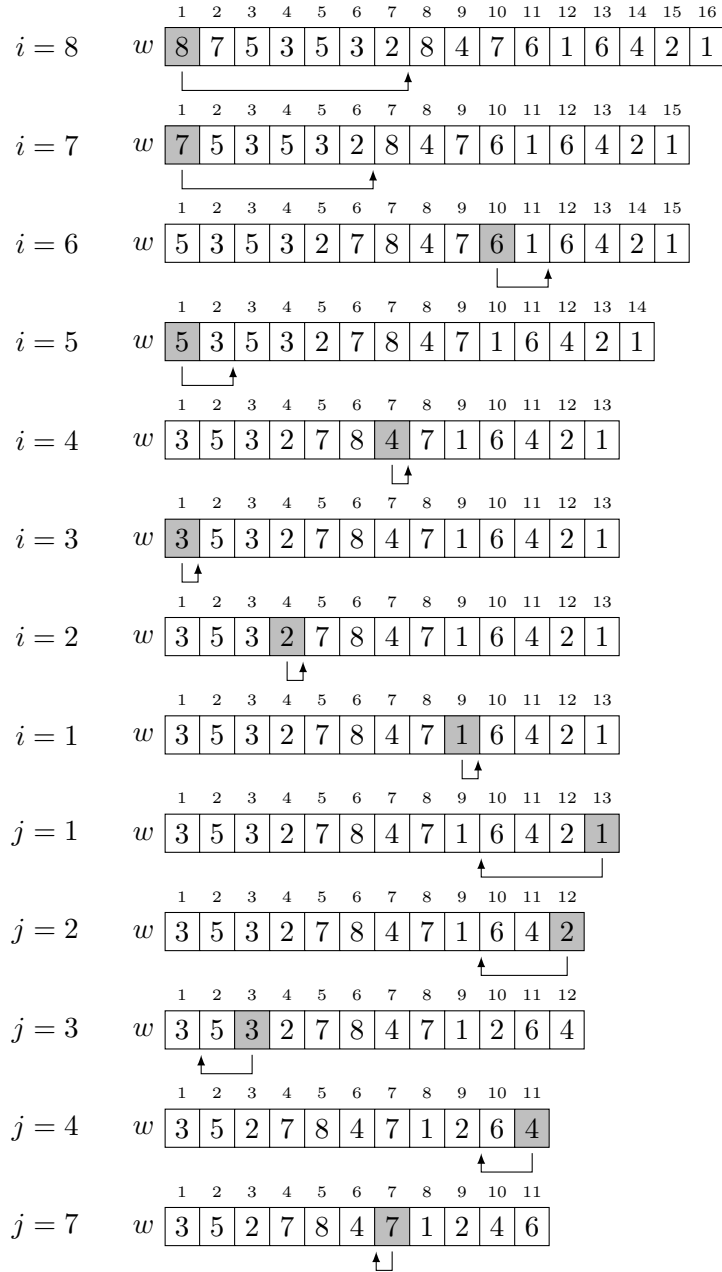 1 2 3 4 5 6 7 8 9 10 11 12 13 14 15 16
i = 8 w 8 7 5 3 5 3 2 8 4 7 6 1 6 4 2 1
1 2 3 4 5 6 7 8 9 10 11 12 13 14 15
i = 7 w 7 5 3 5 3 2 8 4 7 6 1 6 4 2 1
1 2 3 4 5 6 7 8 9 10 11 12 13 14 15
i = 6 w 5 3 5 3 2 7 8 4 7 6 1 6 4 2 1
1 2 3 4 5 6 7 8 9 10 11 12 13 14
i = 5 w 5 3 5 3 2 7 8 4 7 1 6 4 2 1
1 2 3 4 5 6 7 8 9 10 11 12 13
i = 4 w 3 5 3 2 7 8 4 7 1 6 4 2 1
1 2 3 4 5 6 7 8 9 10 11 12 13
i = 3 w 3 5 3 2 7 8 4 7 1 6 4 2 1
1 2 3 4 5 6 7 8 9 10 11 12 13
i = 2 w 3 5 3 2 7 8 4 7 1 6 4 2 1
1 2 3 4 5 6 7 8 9 10 11 12 13
i = 1 w 3 5 3 2 7 8 4 7 1 6 4 2 1
1 2 3 4 5 6 7 8 9 10 11 12 13
j = 1 w 3 5 3 2 7 8 4 7 1 6 4 2 1
1 2 3 4 5 6 7 8 9 10 11 12
j = 2 w 3 5 3 2 7 8 4 7 1 6 4 2
1 2 3 4 5 6 7 8 9 10 11 12
j = 3 w 3 5 3 2 7 8 4 7 1 2 6 4
1 2 3 4 5 6 7 8 9 10 11
j = 4 w 3 5 2 7 8 4 7 1 2 6 4
1 2 3 4 5 6 7 8 9 10 11
j = 7 w 3 5 2 7 8 4 7 1 2 4 6